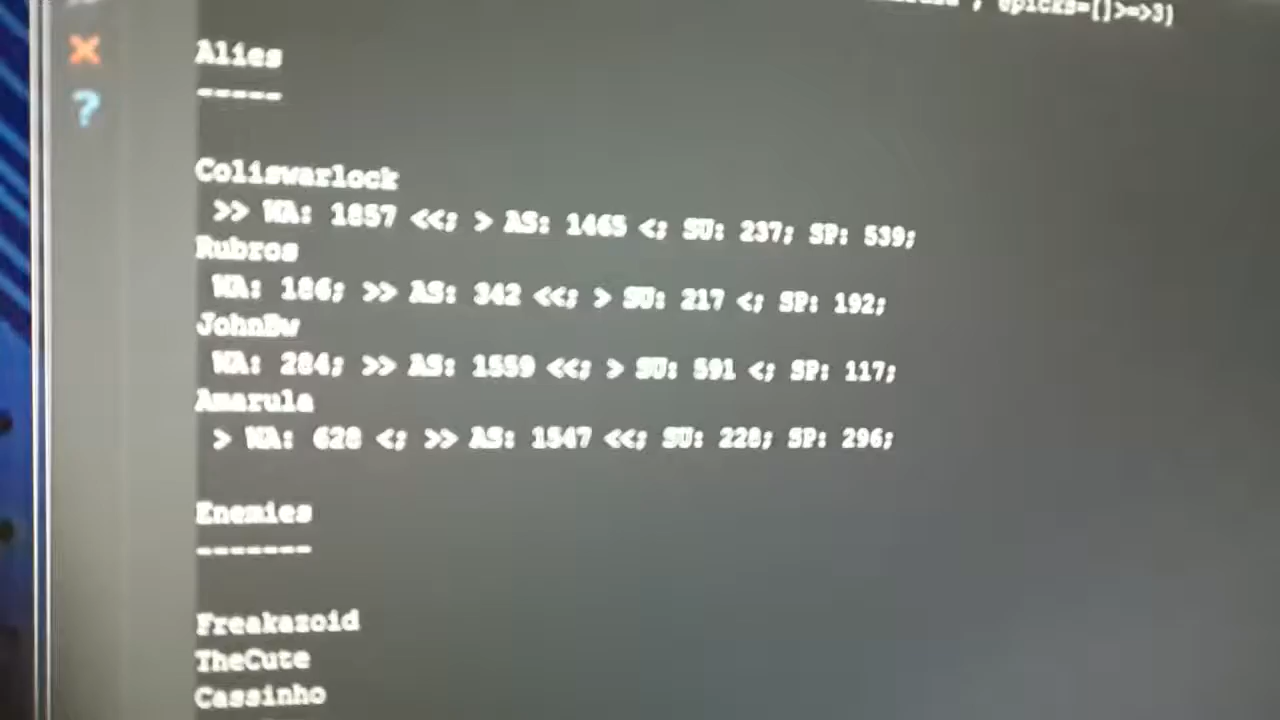 , epicks=[]>=>3)
?
Alies
-----
Coliswarlock
>> WA: 1857 <<; > AS: 1465 <; SU: 237; SP: 539;
Rubros
WA: 186; >> AS: 342 <<; > SU: 217 <; SP: 192;
JohnBw
WA: 284; >> AS: 1559 <<; > SU: 591 <; SP: 117;
Amarula
> WA: 628 <; >> AS: 1547 <<; SU: 228; SP: 296;
Enemies
-------
Freakazoid
TheCute
Cassinho